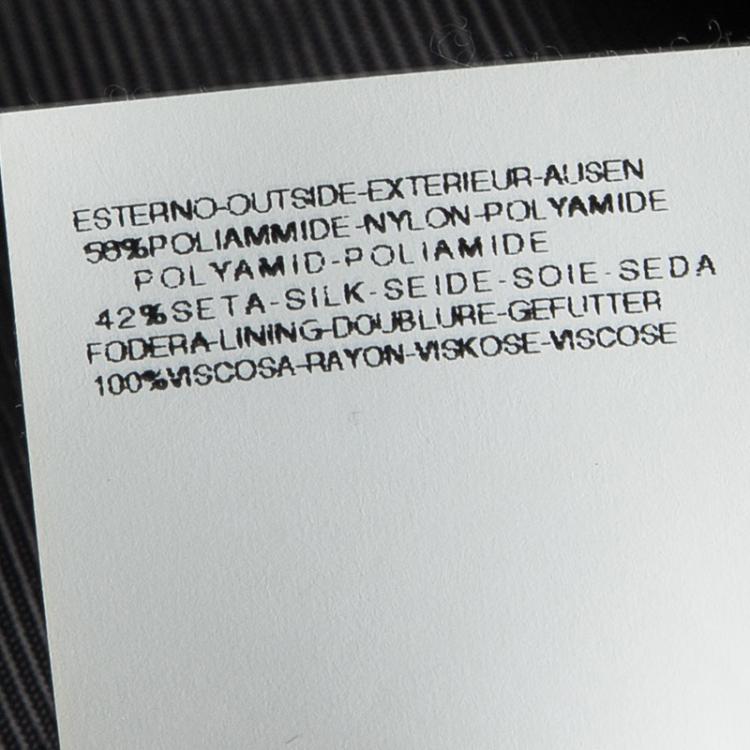 ESTERNO-OUTSIDE-EXTERIEUR-AUSEN
58%POLIAMMIDE-NYLON-POLYAMIDE
POLYAMID-POLIAMIDE
42%SETA-SILK-SEIDE-SOIE-SEDA
FODERA-LINING-DOUBLURE-GEFUTTER
100%VISCOSA-RAYON-VISKOSE-VISCOSE